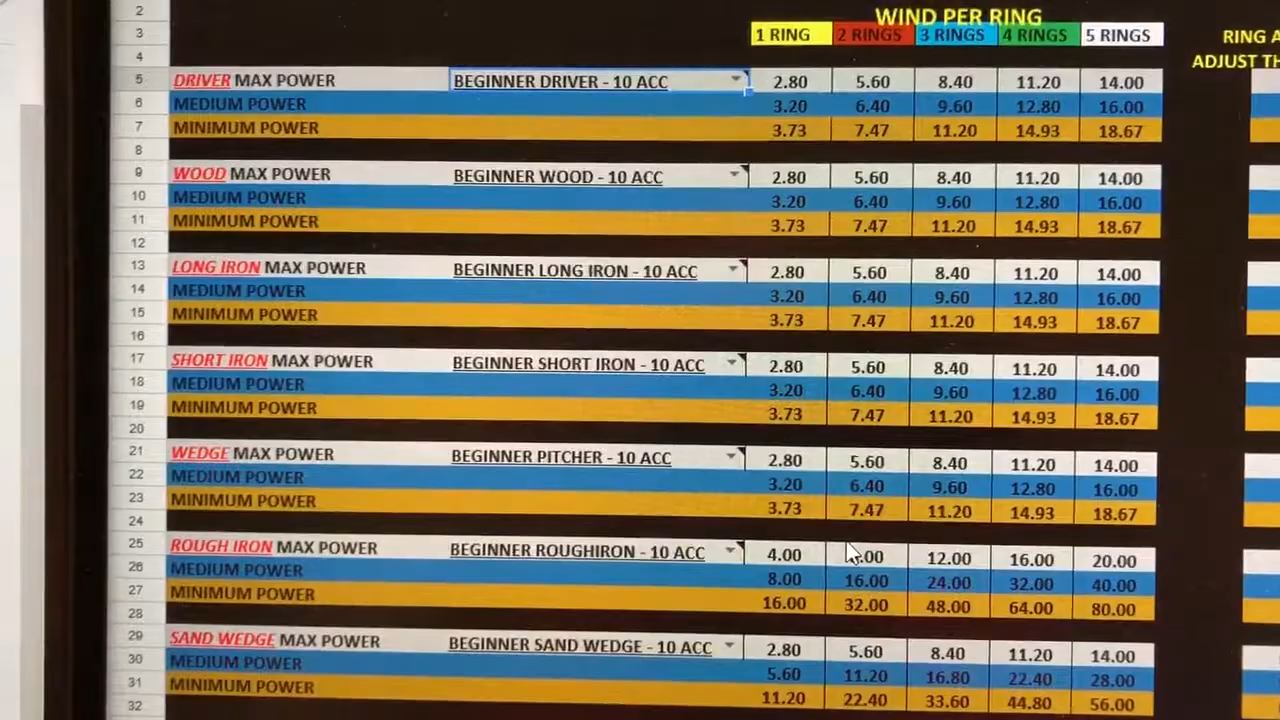 WIND PER RING
2
3 1 RING 2 RINGS 3 RINGS 4 RINGS 5 RINGS RING A
4 ADJUST TH
5 DRIVER MAX POWER BEGINNER DRIVER - 10 ACC 2.80 5.60 8.40 11.20 14.00
6 MEDIUM POWER 3.20 6.40 9.60 12.80 16.00
7 MINIMUM POWER 3.73 7.47 11.20 14.93 18.67
8
9 WOOD MAX POWER BEGINNER WOOD - 10 ACC 2.80 5.60 8.40 11.20 14.00
10 MEDIUM POWER 3.20 6.40 9.60 12.80 16.00
11 MINIMUM POWER 3.73 7.47 11.20 14.93 18.67
12
13 LONG IRON MAX POWER BEGINNER LONG IRON - 10 ACC 2.80 5.60 8.40 11.20 14.00
14 MEDIUM POWER 3.20 6.40 9.60 12.80 16.00
15 MINIMUM POWER 3.73 7.47 11.20 14.93 18.67
16
17 SHORT IRON MAX POWER BEGINNER SHORT IRON - 10 ACC 2.80 5.60 8.40 11.20 14.00
18 MEDIUM POWER 3.20 6.40 9.60 12.80 16.00
19 MINIMUM POWER 3.73 7.47 11.20 14.93 18.67
20
21 WEDGE MAX POWER BEGINNER PITCHER - 10 ACC 2.80 5.60 8.40 11.20 14.00
22 MEDIUM POWER 3.20 6.40 9.60 12.80 16.00
23 MINIMUM POWER 3.73 7.47 11.20 14.93 18.67
24
25 ROUGH IRON MAX POWER BEGINNER ROUGHIRON - 10 ACC 4.00 .00 12.00 16.00 20.00
26 MEDIUM POWER 8.00 16.00 24.00 32.00 40.00
27 MINIMUM POWER 16.00 32.00 48.00 64.00 80.00
28
29 SAND WEDGE MAX POWER BEGINNER SAND WEDGE - 10 ACC 2.80 5.60 8.40 11.20 14.00
30 MEDIUM POWER 5.60 11.20 16.80 22.40 28.00
31 MINIMUM POWER 11.20 22.40 33.60 44.80 56.00
32